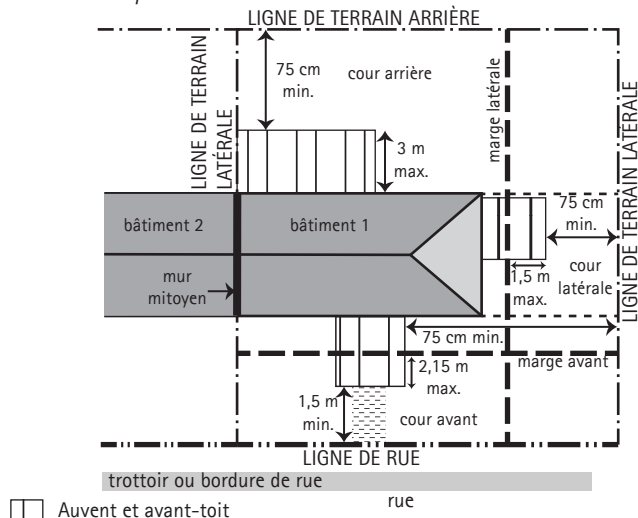 LIGNE DE TERRAIN ARRIÈRE
75 cm
min.
cour arrière
LIGNE DE TERRAIN
LATÉRALE
marge latérale
3 m
max.
LIGNE DE TERRAIN LATÉRALE
bâtiment 2
bâtiment 1
75 cm
min.
mur
mitoyen
1,5 m
max.
cour
latérale
75 cm min.
marge avant
2,15 m
max.
1,5 m
min.
cour avant
LIGNE DE RUE
trottoir ou bordure de rue
rue
Auvent et avant-toit